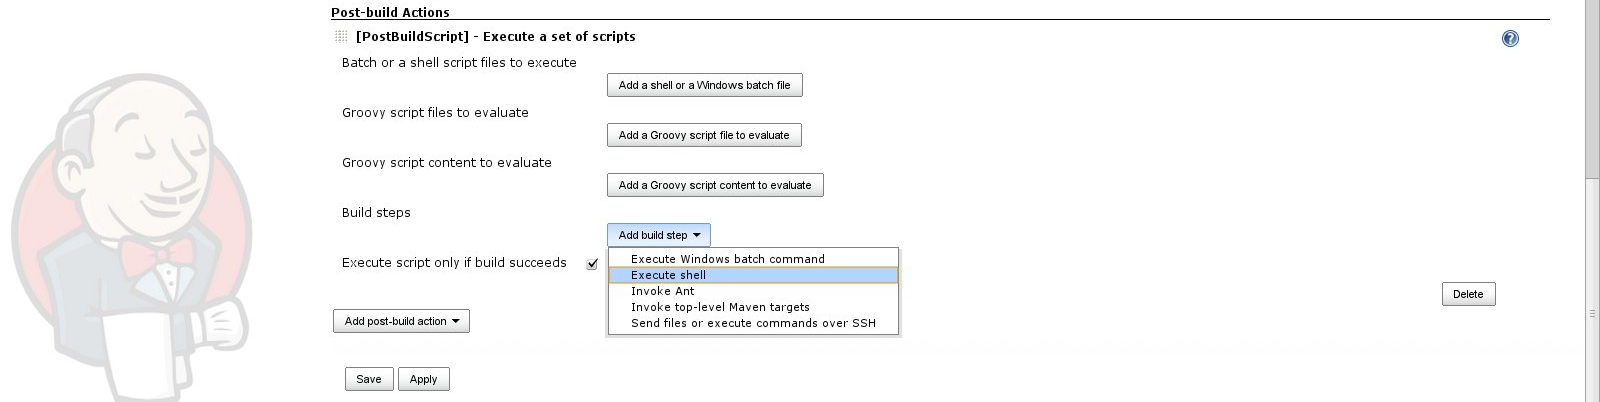 Post-build Actions
[PostBuildScript] - Execute a set of scripts
?
Batch or a shell script files to execute
Add a shell or a Windows batch file
Groovy script files to evaluate
Add a Groovy script file to evaluate
Groovy script content to evaluate
Add a Groovy script content to evaluate
Build steps
Add build step
Execute script only if build succeeds
Execute Windows batch command
Execute shell
Invoke Ant
Invoke top-level Maven targets
Send files or execute commands over SSH
Delete
Add post-build action
Save Apply